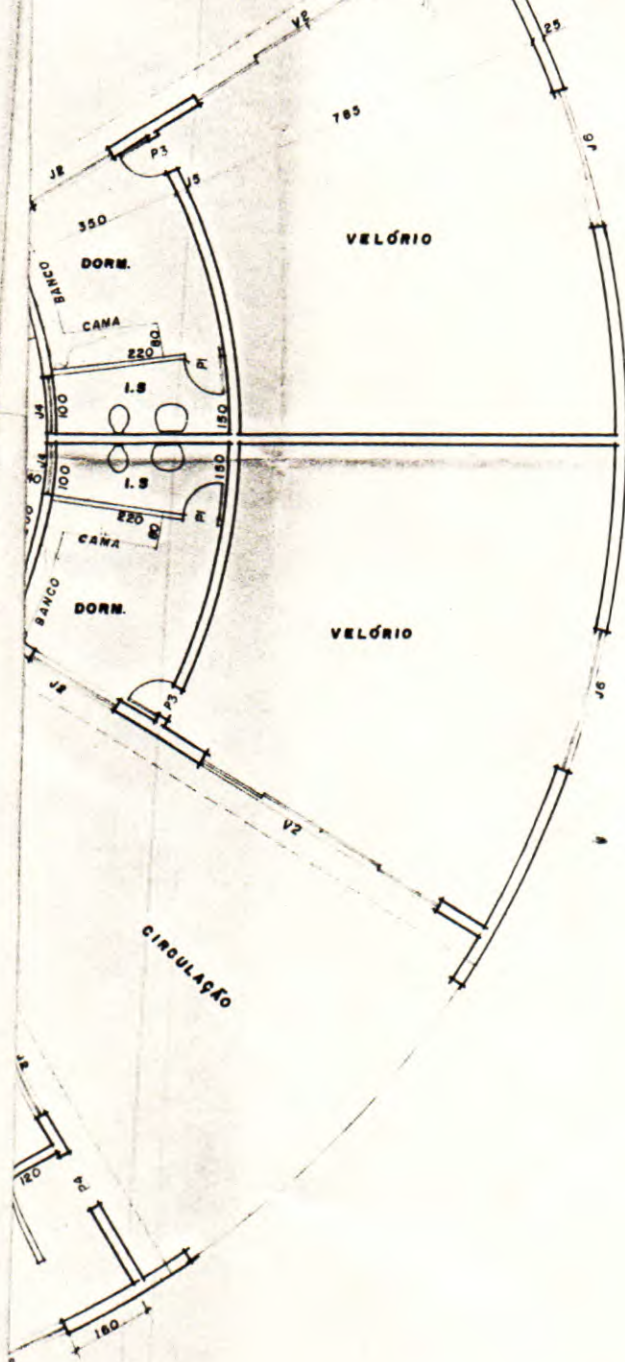 V2
25
J2
P3
785
J6
J5
350
VELÓRIO
DORM.
BANCO
CAMA
80
220
P1
I.S
J4
100
150
J4
100
150
I.S
220
80
P1
CAMA
BANCO
DORM.
VELÓRIO
J2
P3
J6
V2
CIRCULAÇÃO
J2
120
P4
160